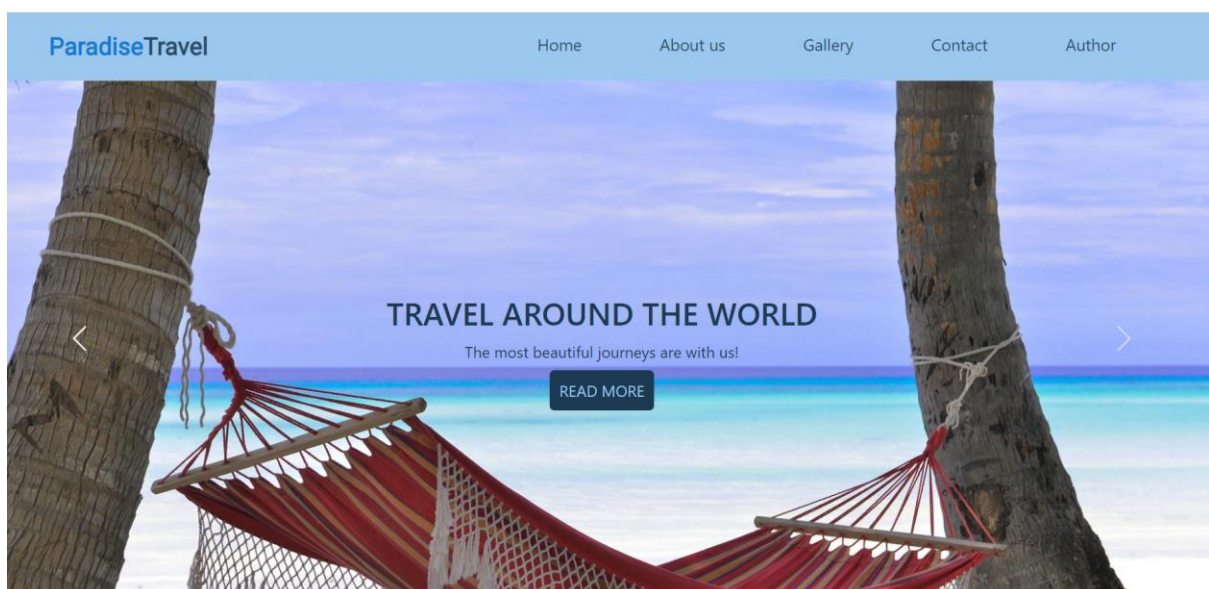 ParadiseTravel Home About us Gallery Contact Author
TRAVEL AROUND THE WORLD
The most beautiful journeys are with us!
READ MORE